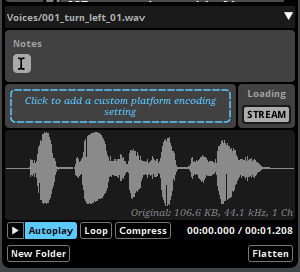 Voices/001_turn_left_01.wav
Notes
Loading
Click to add a custom platform encoding
setting
STREAM
Original: 106.6 KB, 44.1 kHz, 1 Ch
Autoplay Loop Compress 00:00.000 / 00:01.208
New Folder Flatten